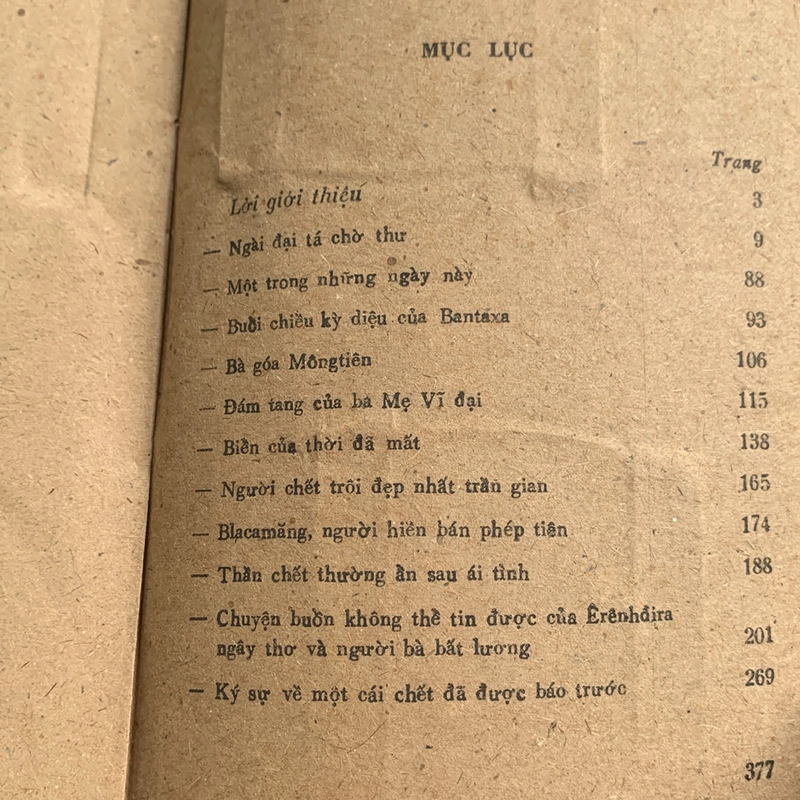 MỤC LỤC
Trang
Lời giới thiệu 3
— Ngài đại tá chờ thư 9
— Một trong những ngày này 88
— Buổi chiều kỳ diệu của Bantaxa 93
— Bà góa Môngtiên 106
— Đám tang của bà Mẹ Vĩ đại 115
— Biển của thời đã mất 138
— Người chết trôi đẹp nhất trần gian 165
— Blacamăng, người hiền bán phép tiên 174
— Thần chết thường ẩn sau ái tình 188
— Chuyện buồn không thể tin được của Êrênhđira
ngây thơ và người bà bất lương 201
— Ký sự về một cái chết đã được báo trước 269
377